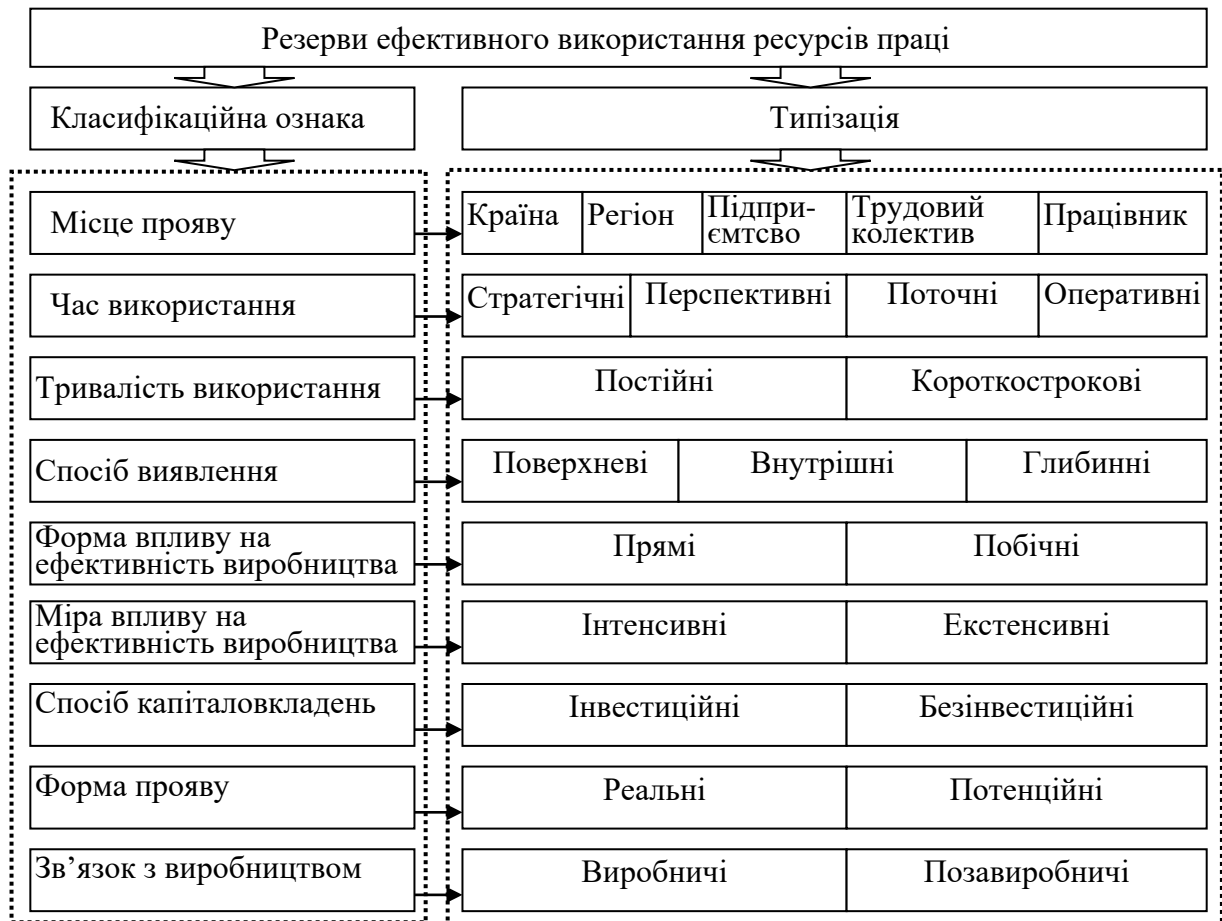 Резерви ефективного використання ресурсів праці
Класифікаційна ознака
Типізація
Місце прояву
Країна
Регіон
Підпри-
ємтсво
Трудовий
колектив
Працівник
Час використання
Стратегічні
Перспективні
Поточні
Оперативні
Тривалість використання
Постійні
Короткострокові
Спосіб виявлення
Поверхневі
Внутрішні
Глибинні
Форма впливу на
ефективність виробництва
Прямі
Побічні
Міра впливу на
ефективність виробництва
Інтенсивні
Екстенсивні
Спосіб капіталовкладень
Інвестиційні
Безінвестиційні
Форма прояву
Реальні
Потенційні
Зв’язок з виробництвом
Виробничі
Позавиробничі